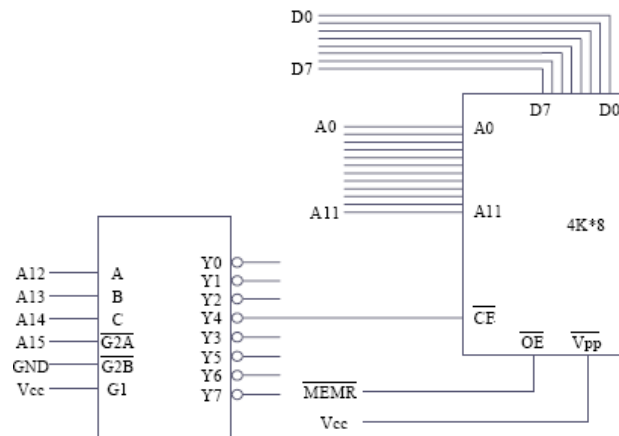 D0
D7
D7 D0
A0 A0
A11 A11
4K*8
Y0
A12 A Y1
A13 B Y2
A14 C Y4 CE
A15 G2A Y3
GND G2B Y5
Vcc G1 Y6
Y7
OE Vpp
MEMR
Vcc